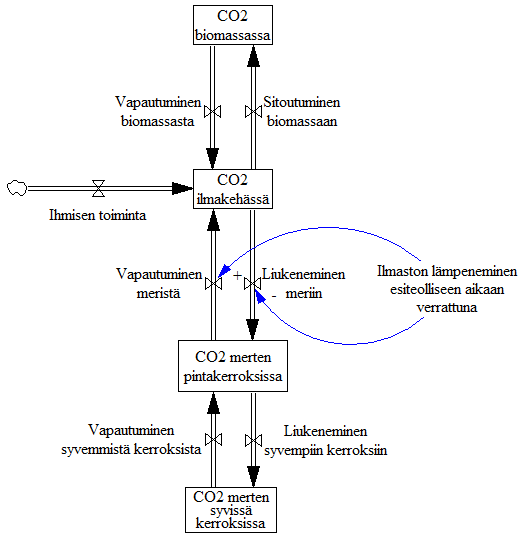 CO2
biomassassa
Vapautuminen
biomassasta
Sitoutuminen
biomassaan
CO2
ilmakehässä
Ihmisen toiminta
Vapautuminen
meristä
+
Liukeneminen
- meriin
Ilmaston lämpeneminen
esiteolliseen aikaan
verrattuna
CO2 merten
pintakerroksissa
Vapautuminen
syvemmistä kerroksista
Liukeneminen
syvempiin kerroksiin
CO2 merten
syvissä
kerroksissa